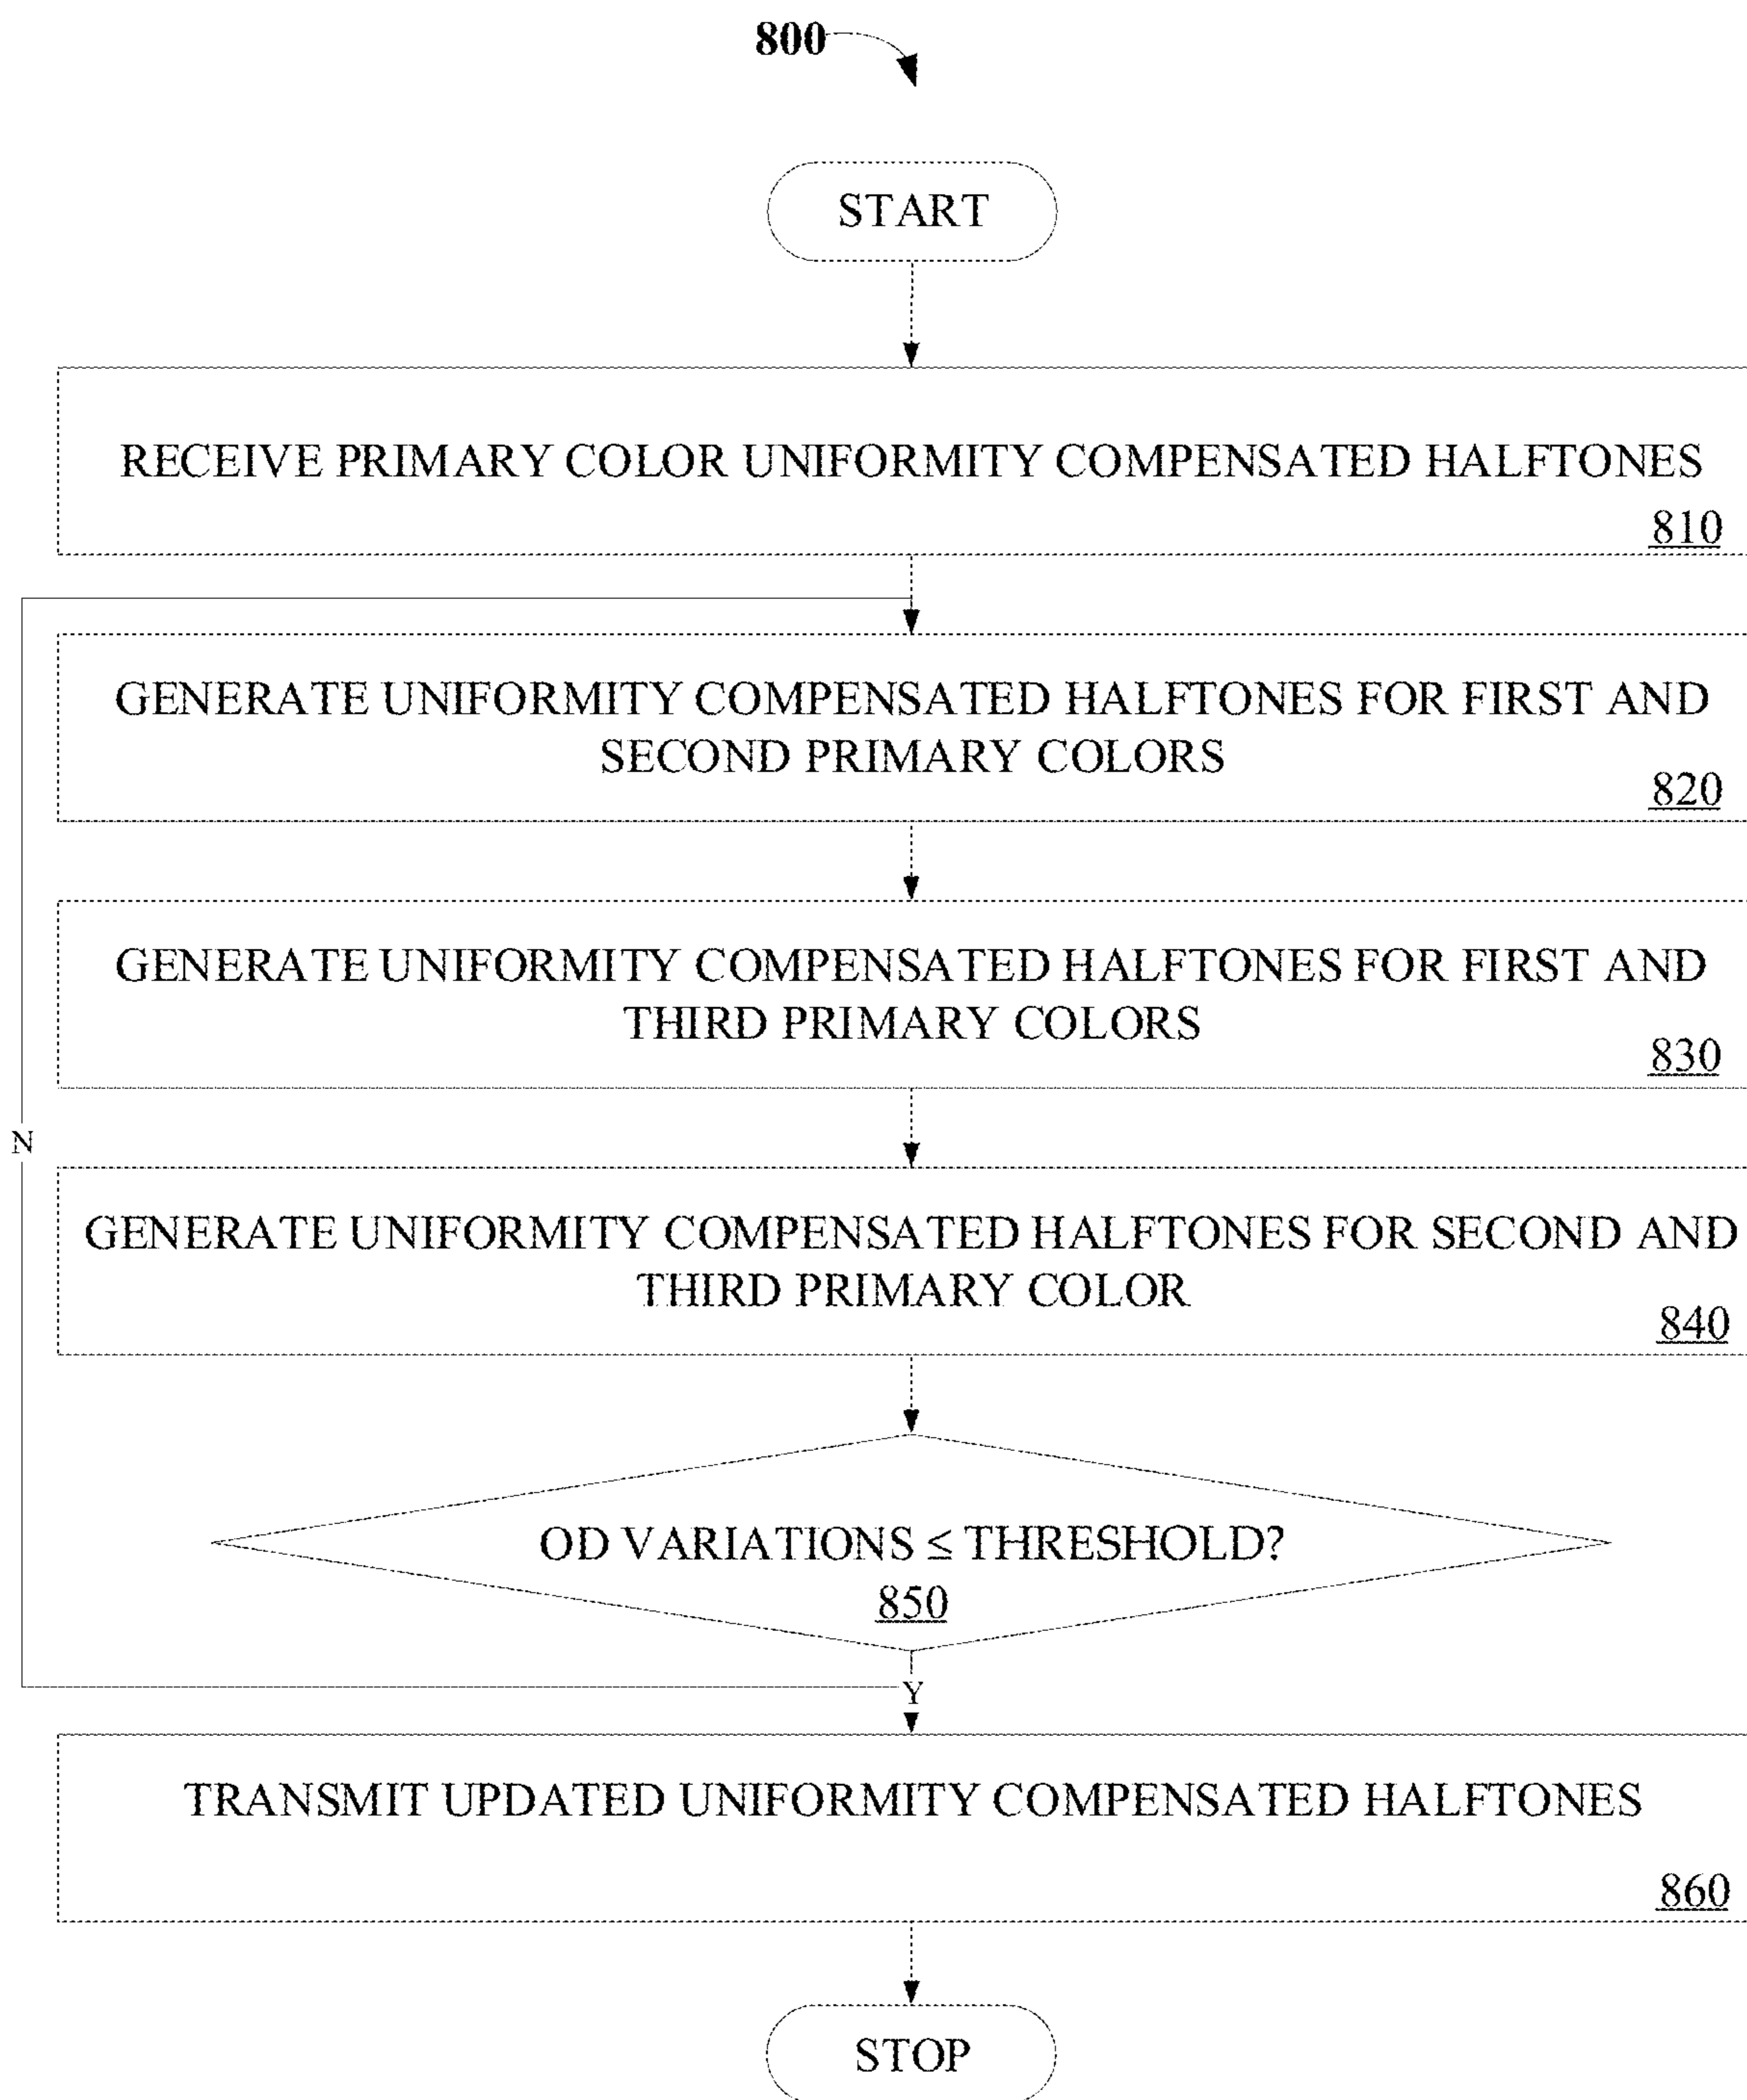 800
START
RECEIVE PRIMARY COLOR UNIFORMITY COMPENSATED HALFTONES
810
GENERATE UNIFORMITY COMPENSATED HALFTONES FOR FIRST AND
SECOND PRIMARY COLORS
820
GENERATE UNIFORMITY COMPENSATED HALFTONES FOR FIRST AND
THIRD PRIMARY COLORS
830
N
GENERATE UNIFORMITY COMPENSATED HALFTONES FOR SECOND AND
THIRD PRIMARY COLOR
840
OD VARIATIONS ≤ THRESHOLD?
850
Y
TRANSMIT UPDATED UNIFORMITY COMPENSATED HALFTONES
860
STOP